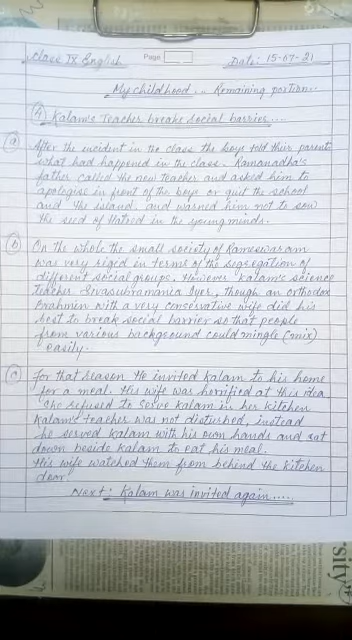 Class IX English Page Date: 15-07-21
My childhood... Remaining portion...
④ Kalam's Teacher breaks social barrier....
ⓐ After the incident in the class the boys told their parents
what had happened in the class. Ramanadha's
father called the new teacher and asked him to
apologise in front of the boys or quit the school
and the island. and warned him not to sow
the seed of Hatred in the young minds.
ⓑ On the whole the small society of Rameswaram
was very rigid in terms of the segregation of
different social groups. However Kalam's science
Teacher Sivasubramania Iyer, though an orthodox
Brahmin with a very conservative wife did his
best to break social barrier so that people
from various background could mingle (mix)
easily.
ⓒ For that reason He invited Kalam to his home
for a meal. His wife was horrified at this idea
She refused to serve Kalam in her kitchen
Kalam's teacher was not disturbed, instead
he served Kalam with his own hands and sat
down beside Kalam to eat his meal.
His wife watched them from behind the kitchen
door.
Next: Kalam was invited again....